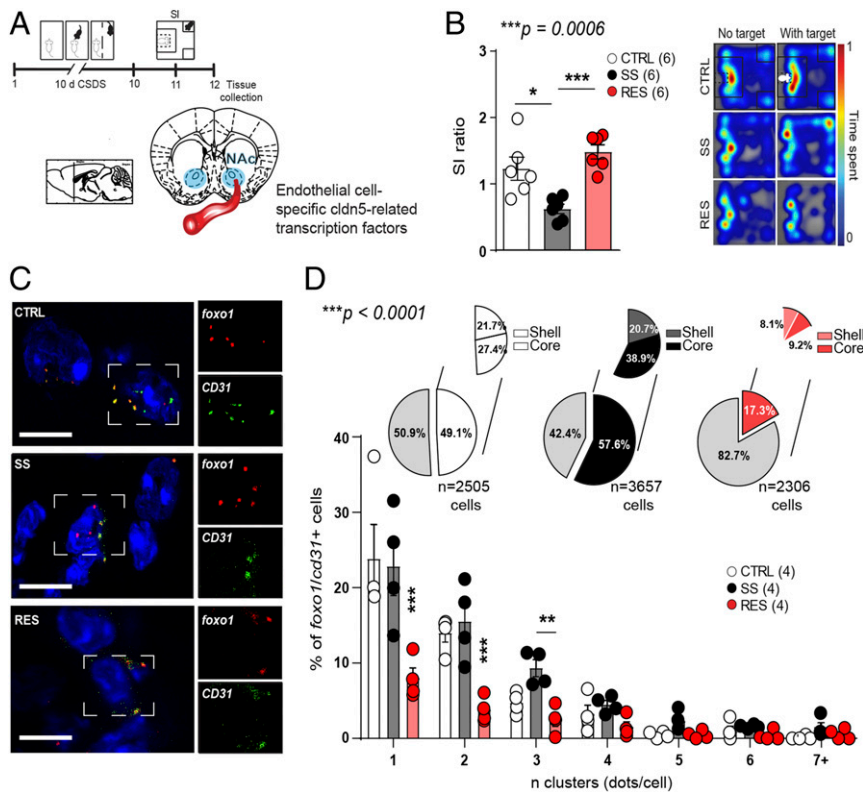 A
SI
1
10 d CSDS
10
11
12
Tissue
collection
NAc
Endothelial cell-
specific cldn5-related
transcription factors
B
***p = 0.0006
CTRL (6)
SS (6)
RES (6)
*
***
SI ratio
3
2
1
0
No target
With target
CTRL
SS
RES
1
Time spent
0
C
CTRL
foxo1
CD31
SS
foxo1
CD31
RES
foxo1
CD31
D
***p < 0.0001
21.7%
27.4%
Shell
Core
50.9%
49.1%
n=2505
cells
20.7%
38.9%
Shell
Core
42.4%
57.6%
n=3657
cells
8.1%
9.2%
Shell
Core
17.3%
82.7%
n=2306
cells
CTRL (4)
SS (4)
RES (4)
% of foxo1/cd31+ cells
40
30
20
10
0
***
***
**
1 2 3 4 5 6 7+
n clusters (dots/cell)